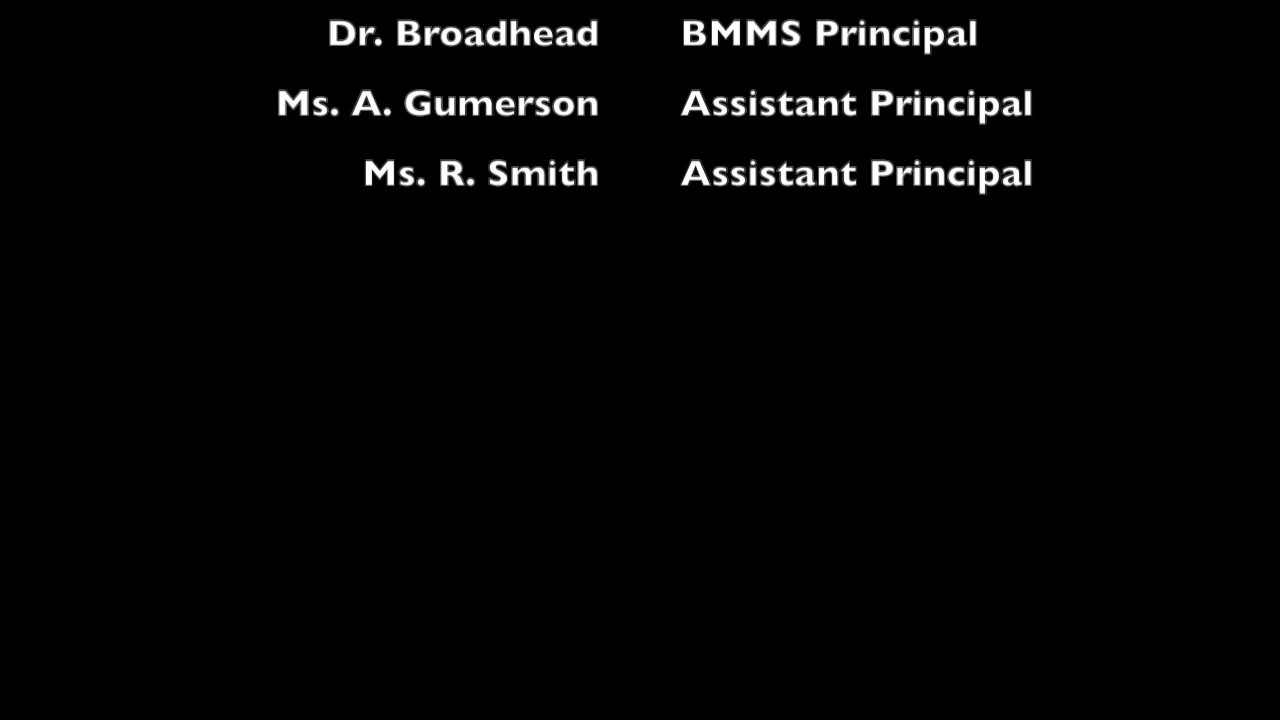 Dr. Broadhead BMMS Principal
Ms. A. Gumerson Assistant Principal
Ms. R. Smith Assistant Principal